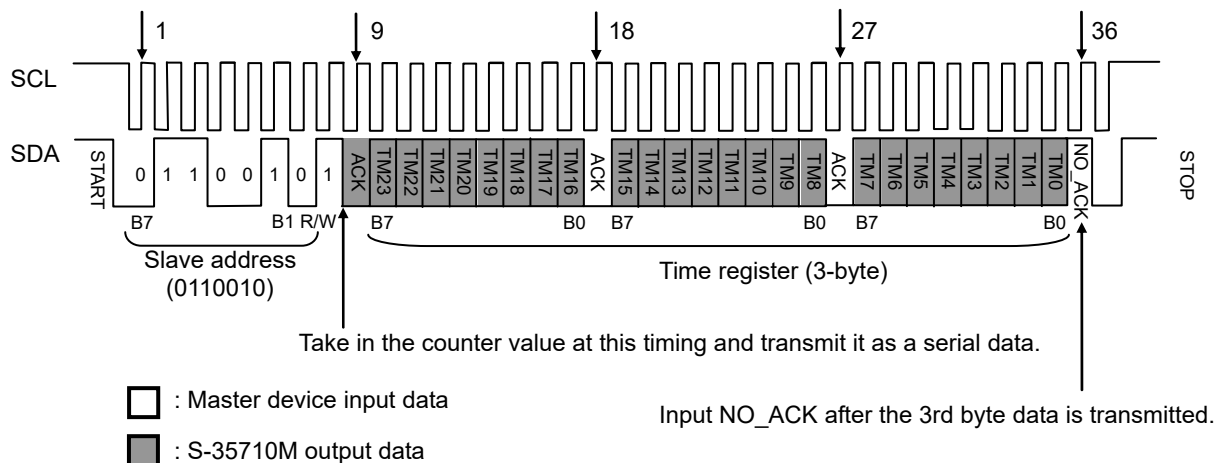 1 9 18 27 36
SCL
SDA
START 0 1 1 0 0 1 0 1 ACK TM23 TM22 TM21 TM20 TM19 TM18 TM17 TM16 ACK TM15 TM14 TM13 TM12 TM11 TM10 TM9 TM8 ACK TM7 TM6 TM5 TM4 TM3 TM2 TM1 TM0 NO_ACK STOP
B7 B1 R/W B7 B0 B7 B0 B7 B0
Slave address
(0110010)
Time register (3-byte)
Take in the counter value at this timing and transmit it as a serial data.
: Master device input data
Input NO_ACK after the 3rd byte data is transmitted.
: S-35710M output data